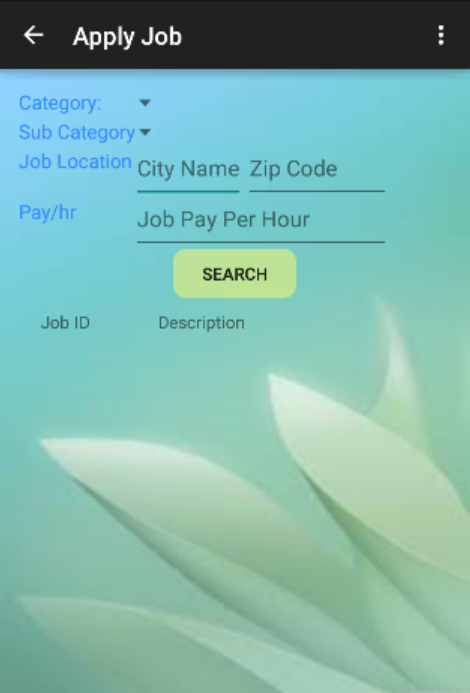 Apply Job
Category:
Sub Category
Job Location City Name Zip Code
Pay/hr Job Pay Per Hour
SEARCH
Job ID Description